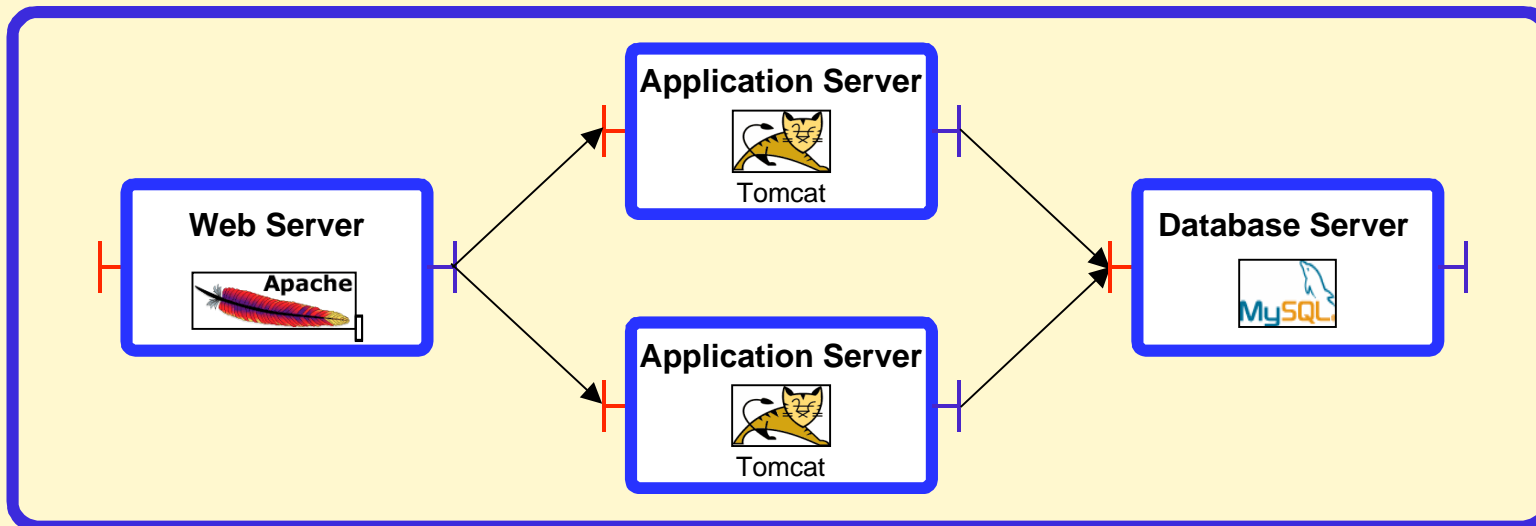 Application Server
Tomcat
Web Server
Apache
Database Server
MySQL
Application Server
Tomcat